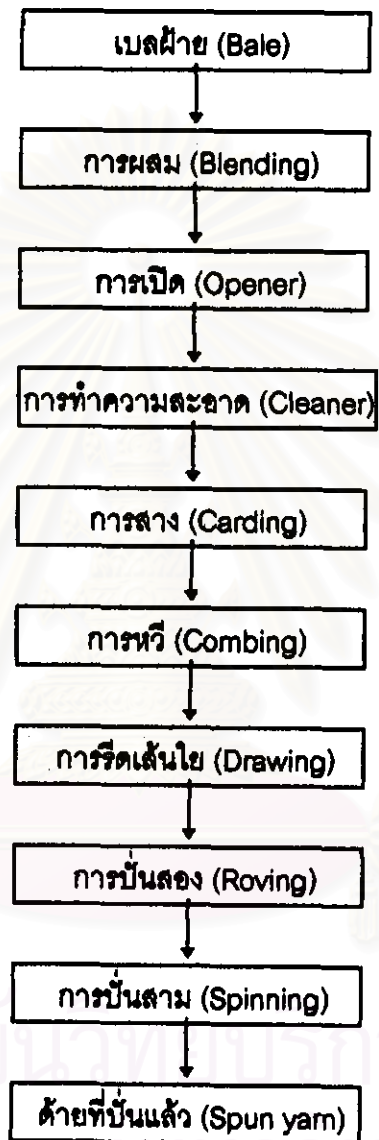 เบลฝ้าย (Bale)
การผสม (Blending)
การเปิด (Opener)
การทำความสะอาด (Cleaner)
การสาง (Carding)
การหวี (Combing)
การรีดเส้นใย (Drawing)
การปั่นสอง (Roving)
การปั่นสาม (Spinning)
ด้ายที่ปั่นแล้ว (Spun yarn)